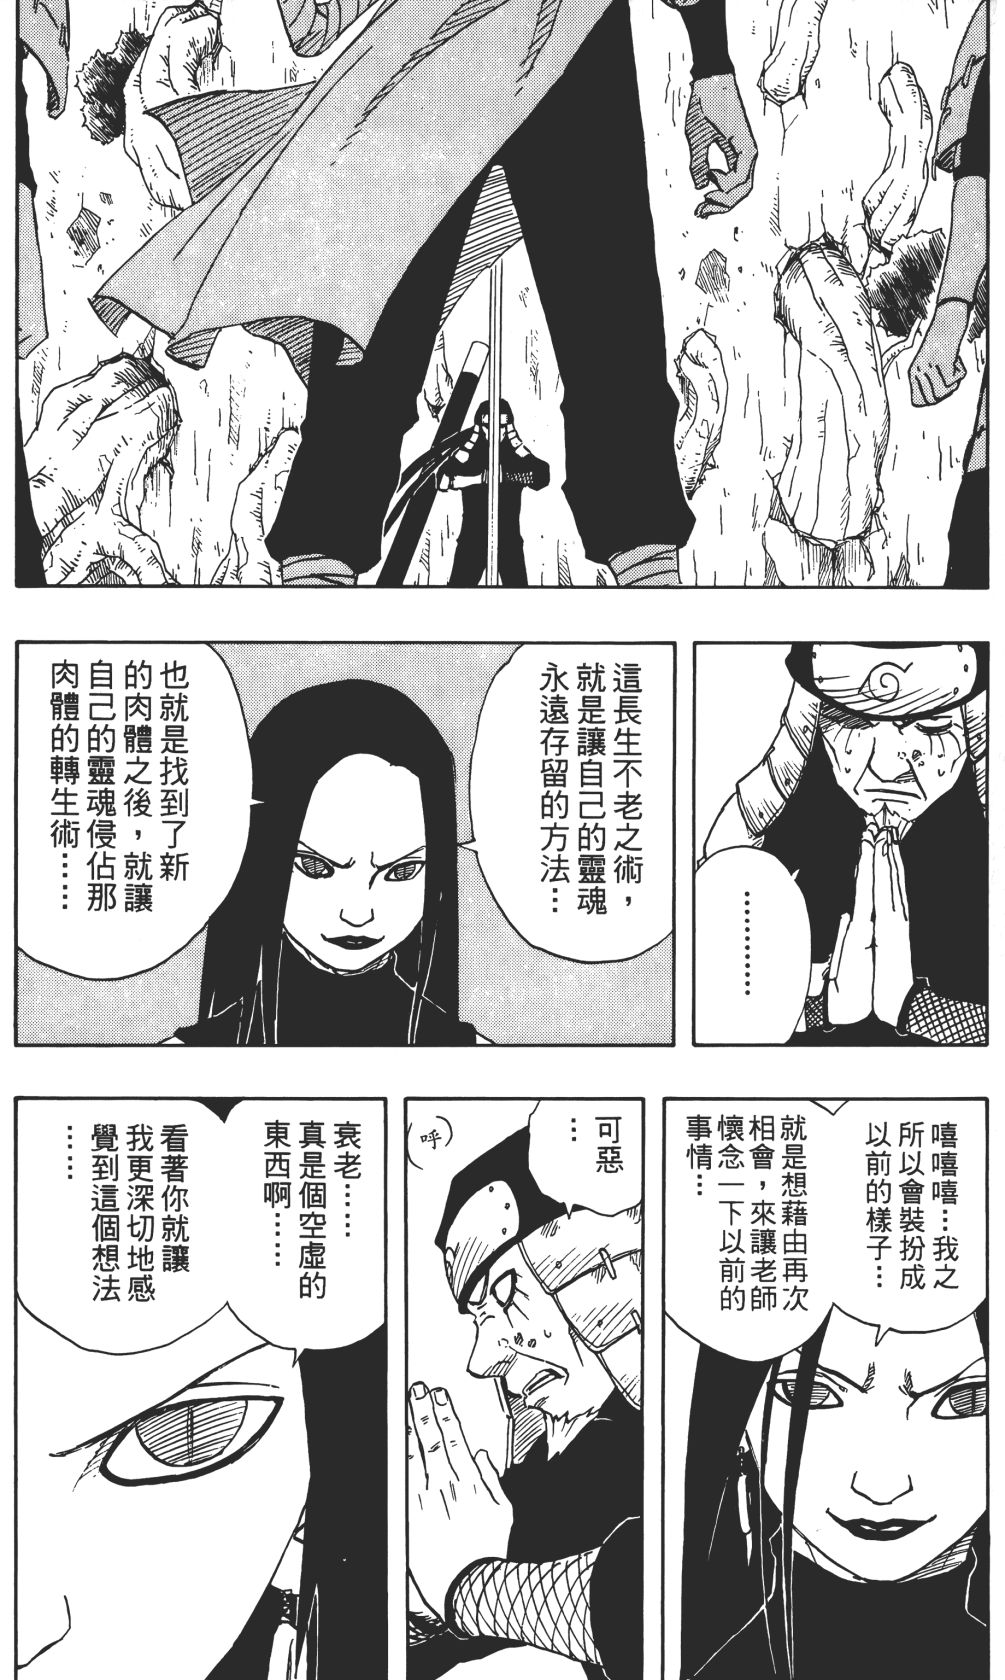 …………
這長生不老之術，
就是讓自己的靈魂
永遠存留的方法…
也就是找到了新
的肉體之後，就讓
自己的靈魂侵佔那
肉體的轉生術……
嘻嘻嘻…我之
所以會裝扮成
以前的樣子…
就是想藉由再次
相會，來讓老師
懷念一下以前的
事情…
可惡
…
呼
衰老……
真是個空虛的
東西啊……
看著你就讓
我更深切地感
覺到這個想法
……